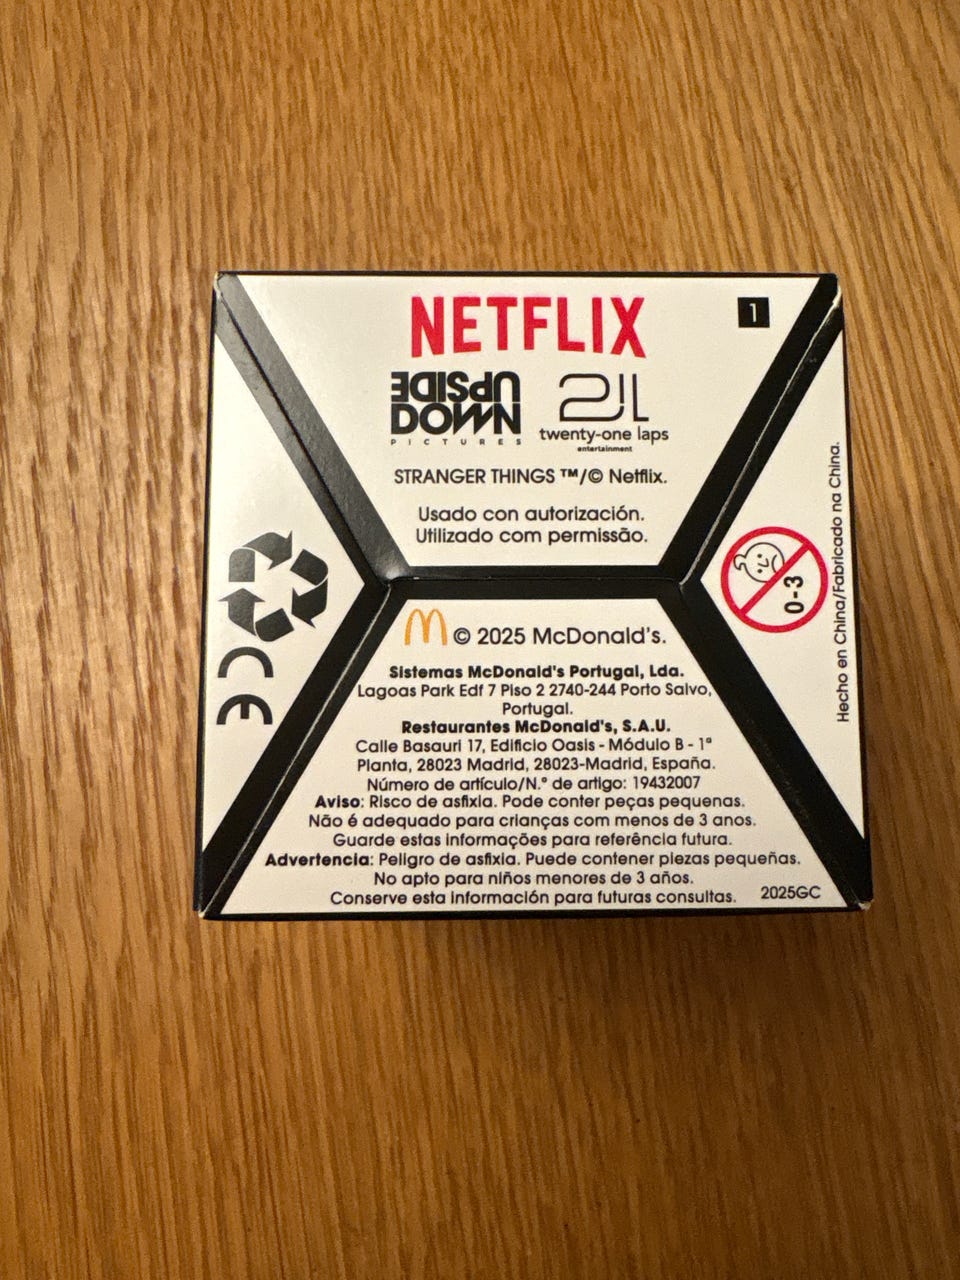 NETFLIX
1
UPSIDE
DOWN
PICTURES
21L
twenty-one laps
entertainment
STRANGER THINGS ™/© Netflix.
Usado con autorización.
Utilizado com permissão.
0-3
Hecho en China/Fabricado na China.
CE
© 2025 McDonald's.
Sistemas McDonald's Portugal, Lda.
Lagoas Park Edf 7 Piso 2 2740-244 Porto Salvo,
Portugal.
Restaurantes McDonald's, S.A.U.
Calle Basauri 17, Edificio Oasis - Módulo B - 1ª
Planta, 28023 Madrid, 28023-Madrid, España.
Número de artículo/N.º de artigo: 19432007
Aviso: Risco de asfixia. Pode conter peças pequenas.
Não é adequado para crianças com menos de 3 anos.
Guarde estas informações para referência futura.
Advertencia: Peligro de asfixia. Puede contener piezas pequeñas.
No apto para niños menores de 3 años.
Conserve esta información para futuras consultas.
2025GC